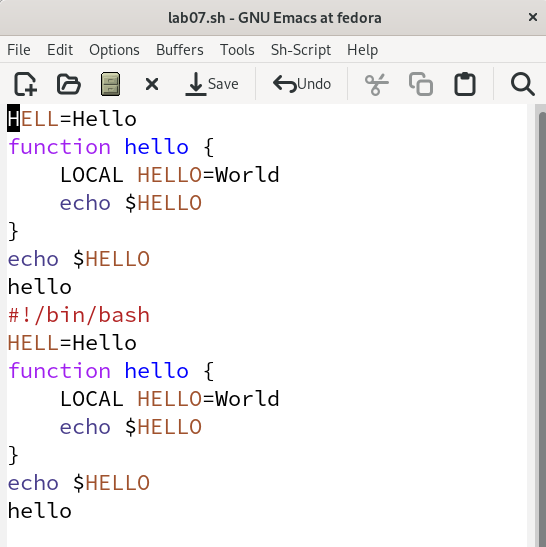 lab07.sh - GNU Emacs at fedora
File Edit Options Buffers Tools Sh-Script Help
Save Undo
HELL=Hello
function hello {
    LOCAL HELLO=World
    echo $HELLO
}
echo $HELLO
hello
#!/bin/bash
HELL=Hello
function hello {
    LOCAL HELLO=World
    echo $HELLO
}
echo $HELLO
hello